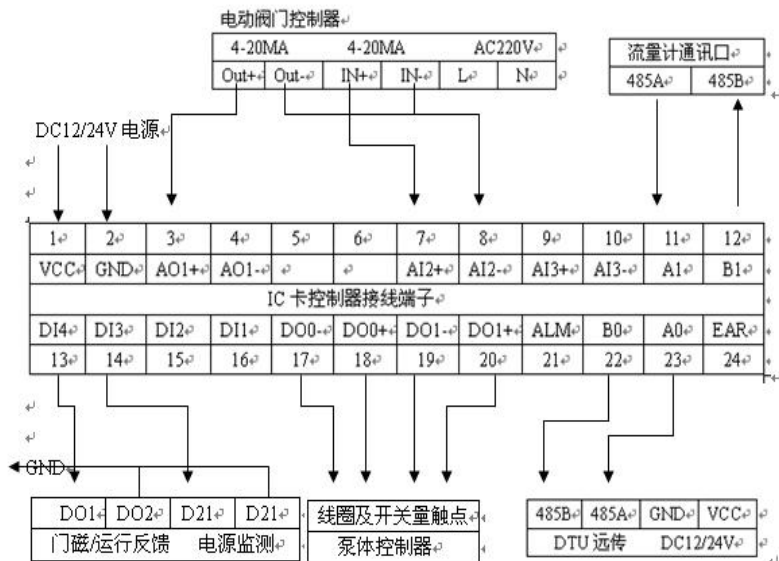 电动阀门控制器
4-20MA 4-20MA AC220V
Out+ Out- IN+ IN- L N
流量计通讯口
485A 485B
DC12/24V 电源
1 2 3 4 5 6 7 8 9 10 11 12
VCC GND AO1+ AO1- AI2+ AI2- AI3+ AI3- A1 B1
IC 卡控制器接线端子
DI4 DI3 DI2 DI1 DO0- DO0+ DO1- DO1+ ALM B0 A0 EAR
13 14 15 16 17 18 19 20 21 22 23 24
GND
DO1 DO2 D21 D21
门磁/运行反馈 电源监测
线圈及开关量触点
泵体控制器
485B 485A GND VCC
DTU 远传 DC12/24V